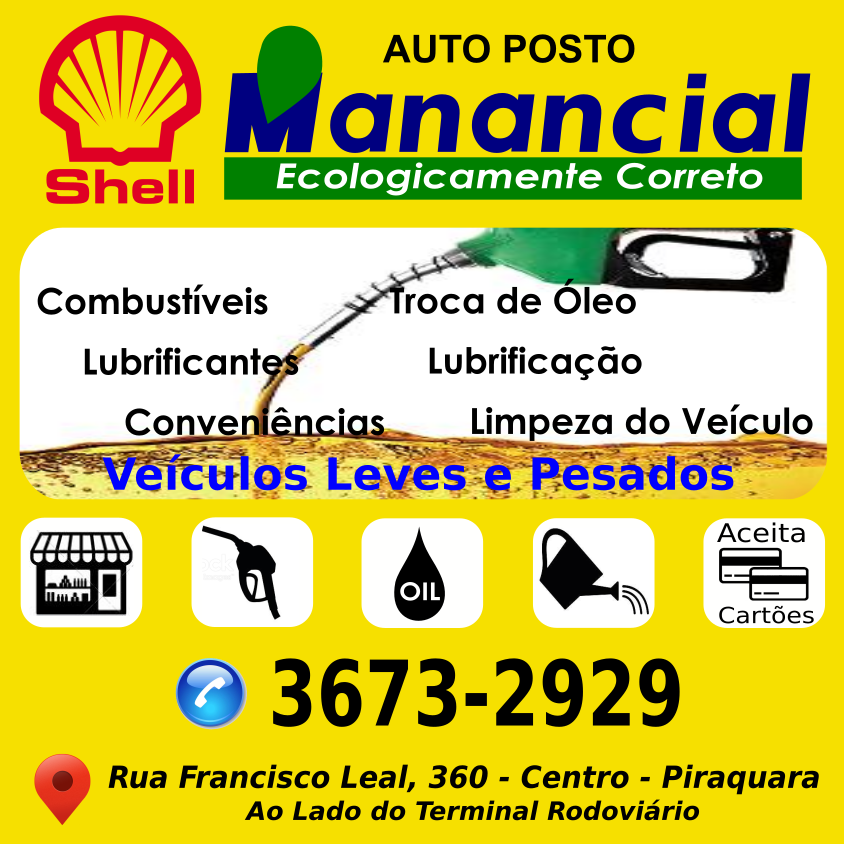 Shell
AUTO POSTO
Manancial
Ecologicamente Correto
Combustíveis
Troca de Óleo
Lubrificantes
Lubrificação
Conveniências
Limpeza do Veículo
Veículos Leves e Pesados
OIL
Aceita
Cartões
3673-2929
Rua Francisco Leal, 360 - Centro - Piraquara
Ao Lado do Terminal Rodoviário